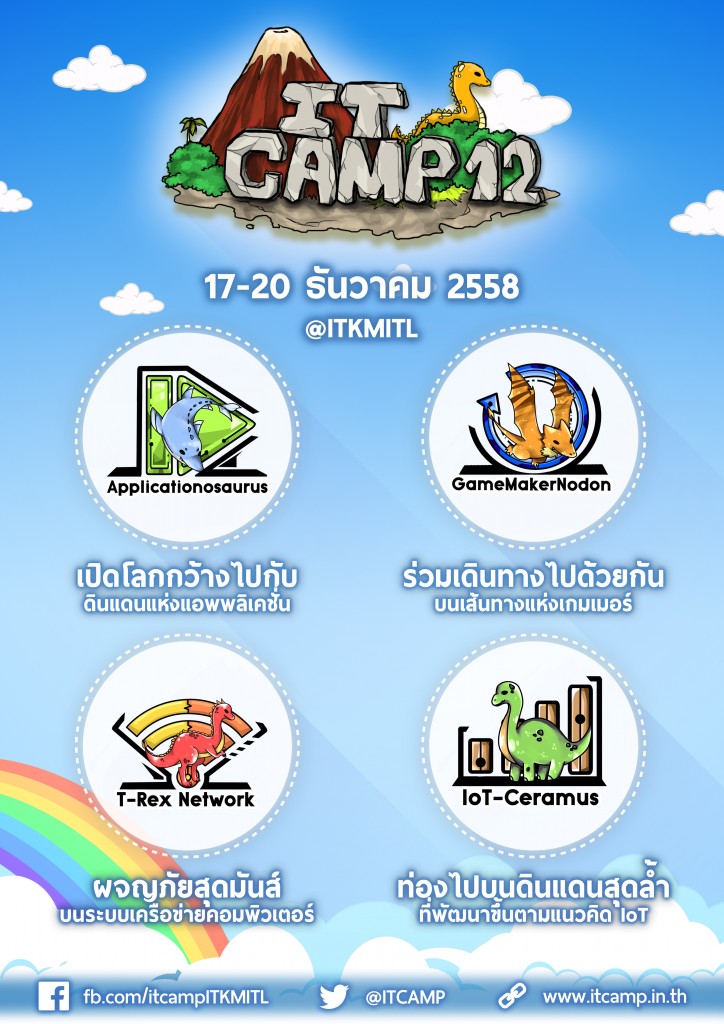 IT
CAMP 12
17-20 ธันวาคม 2558
@ITKMITL
Applicationosaurus
GameMakerNodon
เปิดโลกกว้างไปกับ
ดินแดนแห่งแอพพลิเคชั่น
ร่วมเดินทางไปด้วยกัน
บนเส้นทางแห่งเกมเมอร์
T-Rex Network
IoT-Ceramus
ผจญภัยสุดมันส์
บนระบบเครือข่ายคอมพิวเตอร์
ท่องไปบนดินแดนสุดล้ำ
ที่พัฒนาขึ้นตามแนวคิด IoT
fb.com/itcampITKMITL
@ITCAMP
www.itcamp.in.th